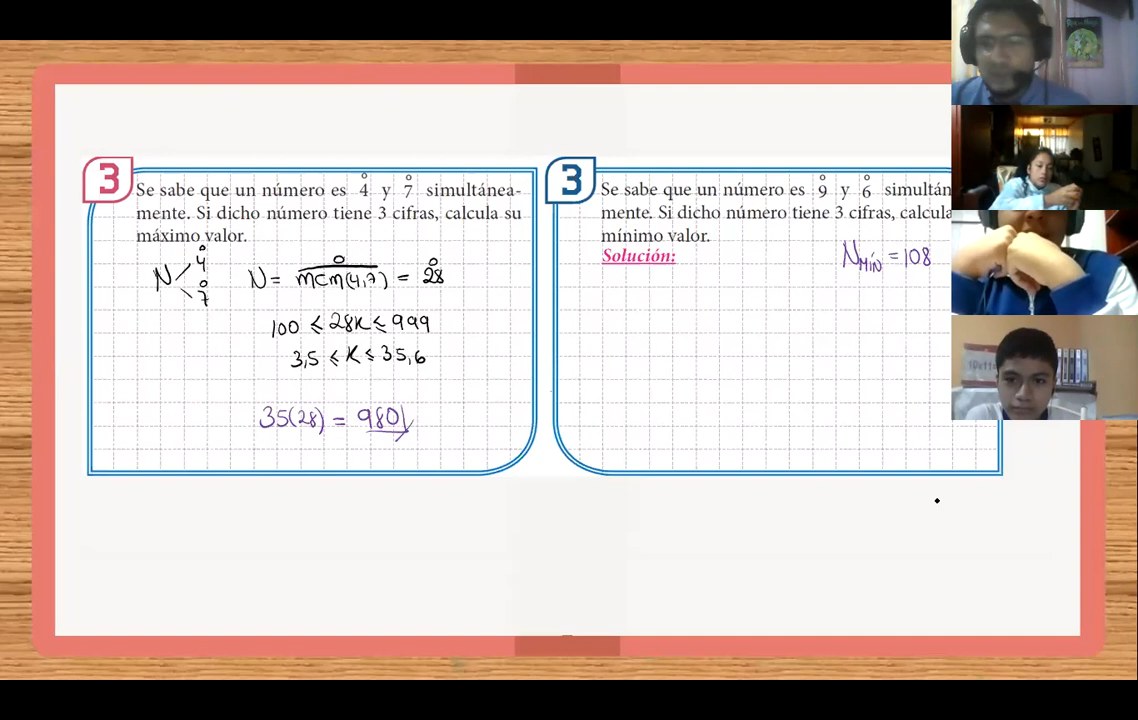 3
Se sabe que un número es 4̊ y 7̊ simultánea-
mente. Si dicho número tiene 3 cifras, calcula su
máximo valor.
N 4̊ 7̊
N = mcm(4,7) = 28̊
100 ≤ 28K ≤ 999
3,5 ≤ K ≤ 35,6
35(28) = 980
3
Se sabe que un número es 9̊ y 6̊ simultán
mente. Si dicho número tiene 3 cifras, calcula
mínimo valor.
Solución:
NMÍN = 108